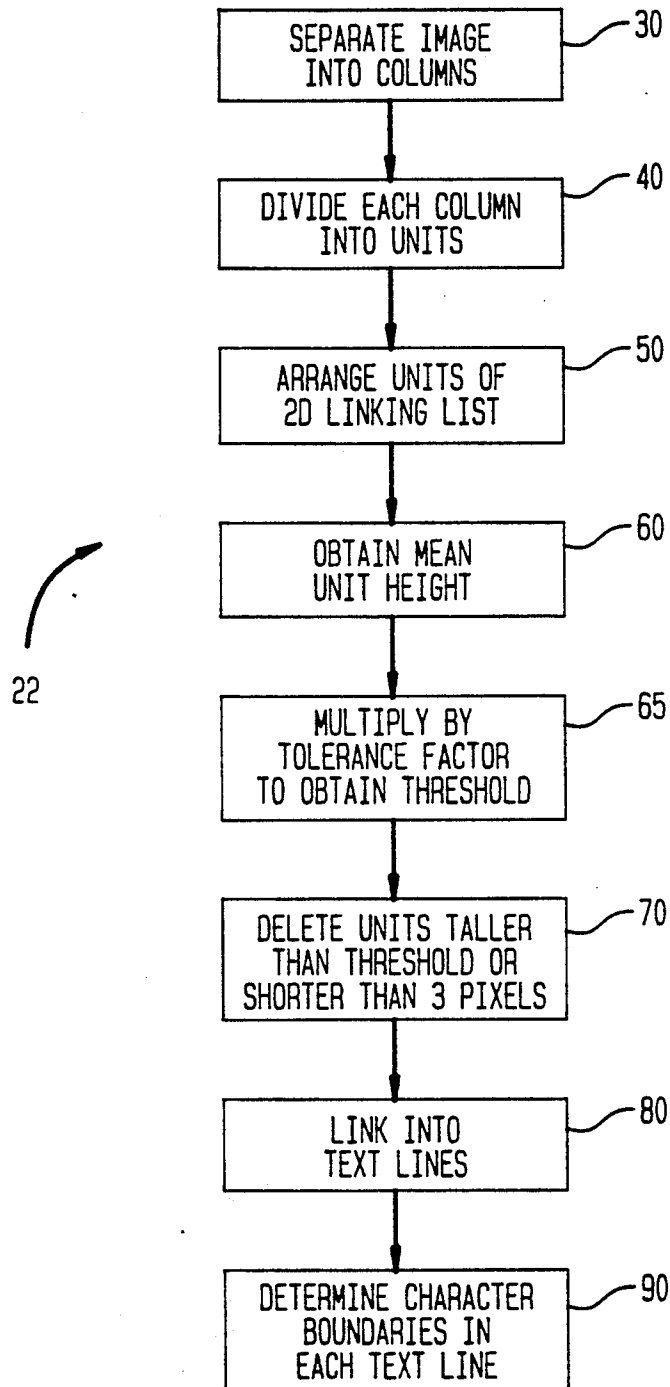 SEPARATE IMAGE
INTO COLUMNS
30
DIVIDE EACH COLUMN
INTO UNITS
40
ARRANGE UNITS OF
2D LINKING LIST
50
OBTAIN MEAN
UNIT HEIGHT
60
22
MULTIPLY BY
TOLERANCE FACTOR
TO OBTAIN THRESHOLD
65
DELETE UNITS TALLER
THAN THRESHOLD OR
SHORTER THAN 3 PIXELS
70
LINK INTO
TEXT LINES
80
DETERMINE CHARACTER
BOUNDARIES IN
EACH TEXT LINE
90